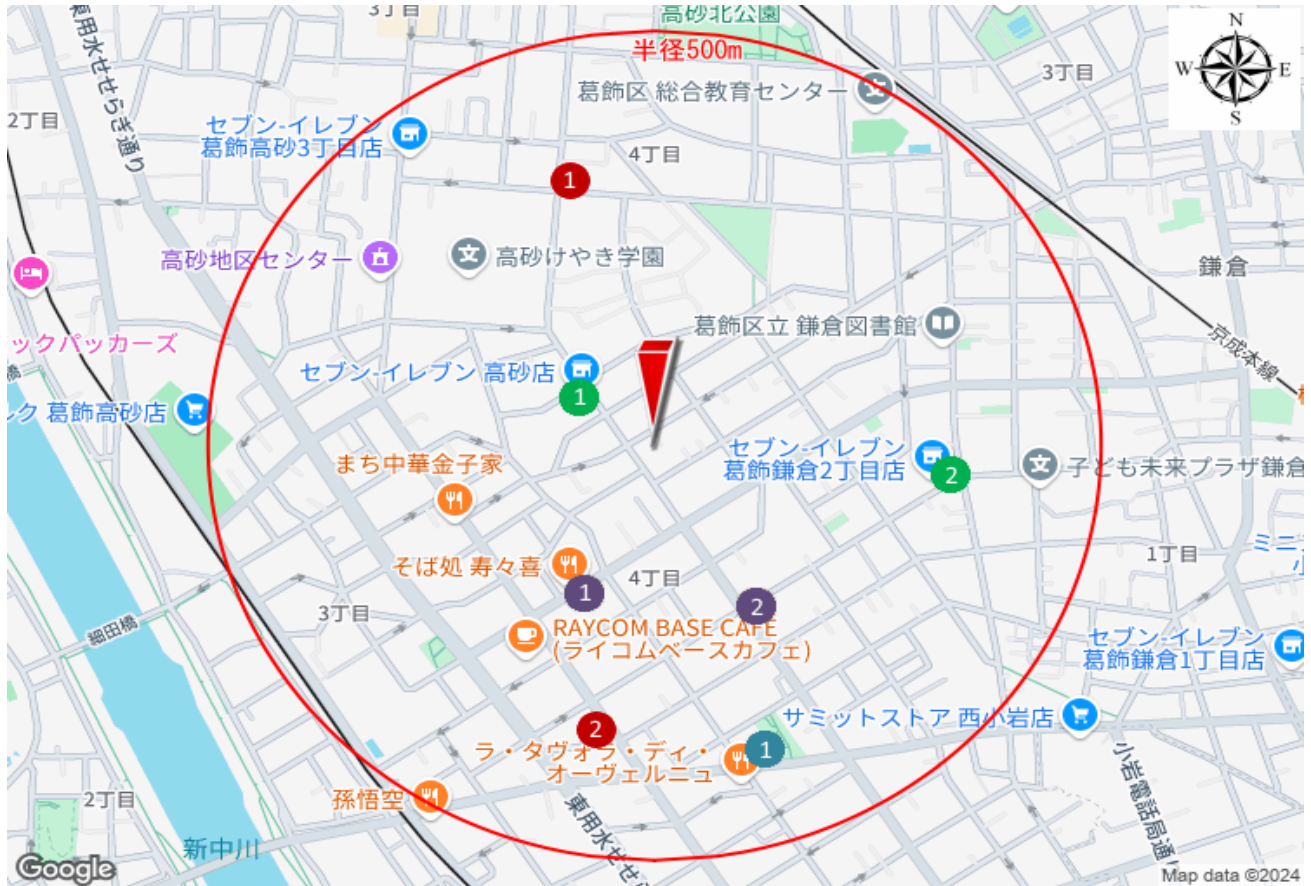 3丁目
高砂北公園
半径500m
東用水せせらぎ通り
2丁目
セブン-イレブン
葛飾高砂3丁目店
葛飾区 総合教育センター
3丁目
N
W
E
S
4丁目
1
高砂地区センター
高砂けやき学園
鎌倉
葛飾区立 鎌倉図書館
京成本線
ックパッカーズ
セブン-イレブン 高砂店
1
葛飾高砂店
まち中華金子家
セブン-イレブン
葛飾鎌倉2丁目店
2
子ども未来プラザ鎌倉
そば処 寿々喜
1
4丁目
2
1丁目
ミニ
3丁目
細田橋
RAYCOM BASE CAFE
(ライコムベースカフェ)
セブン-イレブン
葛飾鎌倉1丁目店
2
サミットストア 西小岩店
ラ・タヴォラ・ディ・
オーヴェルニュ
1
孫悟空
2丁目
新中川
東用水せせら
小岩電話局通り
Google
Map data ©2024